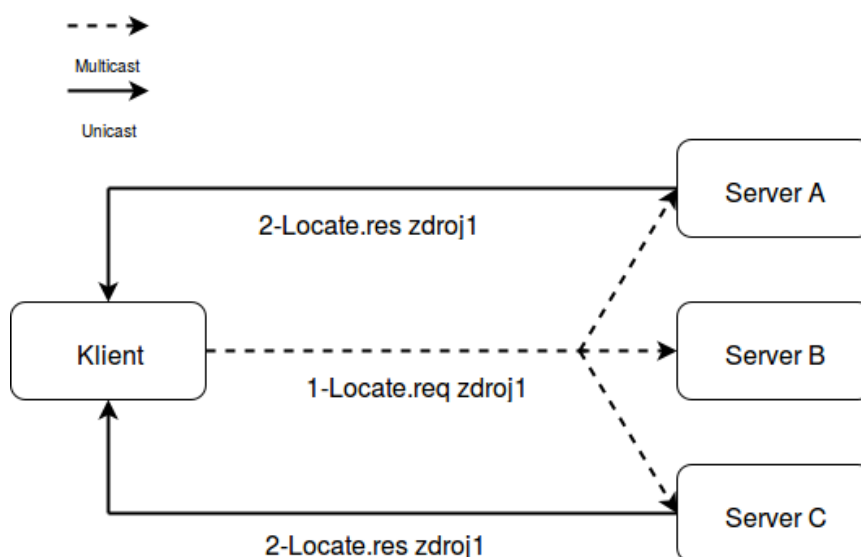 Multicast
Unicast
Server A
2-Locate.res zdroj1
Klient
Server B
1-Locate.req zdroj1
Server C
2-Locate.res zdroj1